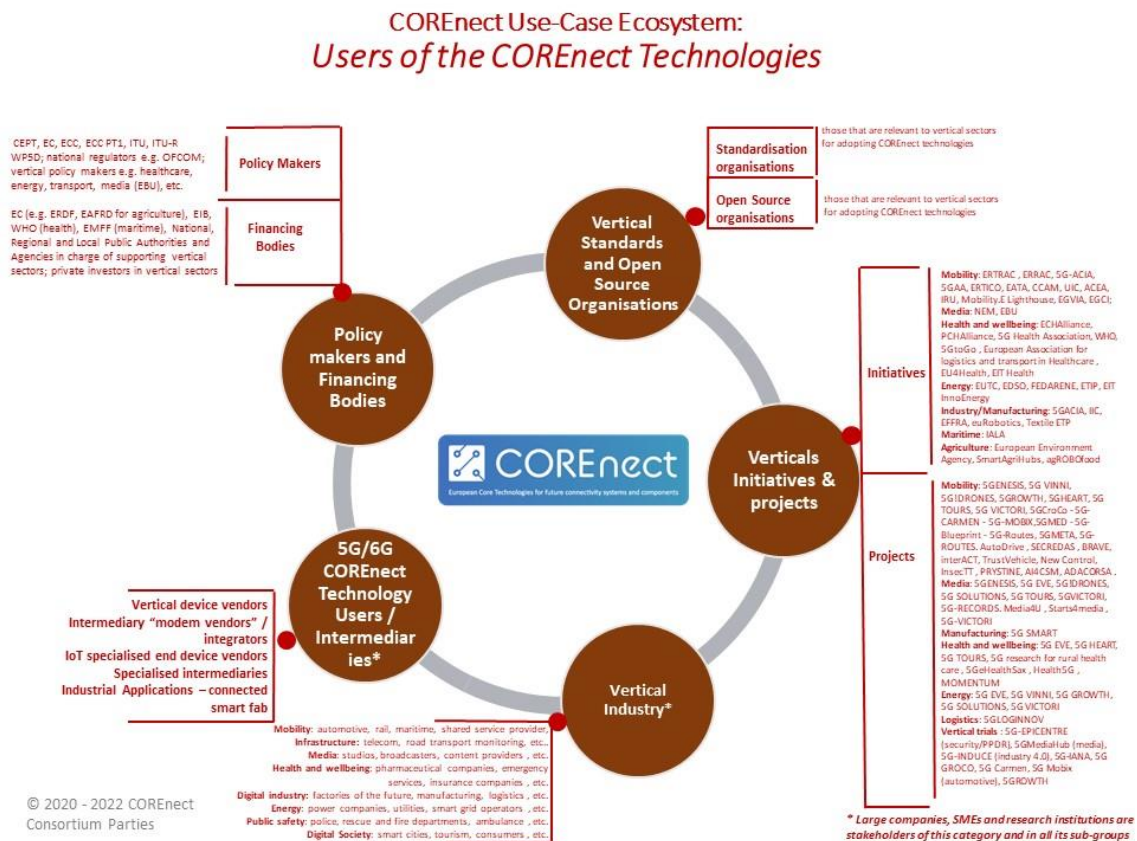 COREnect Use-Case Ecosystem:
Users of the COREnect Technologies
CEPT, EC, ECC, ECC PT1, ITU, ITU-R
WP5D; national regulators e.g. OFCOM;
vertical policy makers e.g. healthcare,
energy, transport, media (EBU), etc.
Policy Makers
EC (e.g. ERDF, EAFRD for agriculture), EIB,
WHO (health), EMFF (maritime), National,
Regional and Local Public Authorities and
Agencies in charge of supporting vertical
sectors; private investors in vertical sectors
Financing
Bodies
Standardisation
organisations
those that are relevant to vertical sectors
for adopting COREnect technologies
Open Source
organisations
those that are relevant to vertical sectors
for adopting COREnect technologies
Vertical
Standards
and Open
Source
Organisations
Policy
makers and
Financing
Bodies
COREnect
European Core Technologies for future connectivity systems and components
Verticals
Initiatives &
projects
5G/6G
COREnect
Technology
Users /
Intermediar
ies*
Vertical
Industry*
Initiatives
Mobility: ERTRAC , ERRAC, 5G-ACIA,
5GAA, ERTICO, EATA, CCAM, UIC, ACEA,
IRU, Mobility.E Lighthouse, EGVIA, EGCI;
Media: NEM, EBU
Health and wellbeing: ECHAlliance,
PCHAlliance, 5G Health Association, WHO,
5GtoGo , European Association for
logistics and transport in Healthcare ,
EU4Health, EIT Health
Energy: EUTC, EDSO, FEDARENE, ETIP, EIT
InnoEnergy
Industry/Manufacturing: 5GACIA, IIC,
EFFRA, euRobotics, Textile ETP
Maritime: IALA
Agriculture: European Environment
Agency, SmartAgriHubs, agROBOfood
Projects
Mobility: 5GENESIS, 5G VINNI,
5G!DRONES, 5GROWTH, 5GHEART, 5G
TOURS, 5G VICTORI, 5GCroCo - 5G-
CARMEN - 5G-MOBIX,5GMED - 5G-
Blueprint - 5G-Routes, 5GMETA, 5G-
ROUTES. AutoDrive , SECREDAS , BRAVE,
interACT, TrustVehicle, New Control,
InsecTT , PRYSTINE, AI4CSM, ADACORSA .
Media: 5GENESIS, 5G EVE, 5G!DRONES,
5G SOLUTIONS, 5G TOURS, 5GVICTORI,
5G-RECORDS. Media4U , Starts4media ,
5G-VICTORI
Manufacturing: 5G SMART
Health and wellbeing: 5G EVE, 5G HEART,
5G TOURS, 5G research for rural health
care , 5GeHealthSax , Health5G ,
MOMENTUM
Energy: 5G EVE, 5G VINNI, 5G GROWTH,
5G SOLUTIONS, 5G VICTORI
Logistics: 5GLOGINNOV
Vertical trials : 5G-EPICENTRE
(security/PPDR), 5GMediaHub (media),
5G-INDUCE (industry 4.0), 5G-IANA, 5G
GROCO, 5G Carmen, 5G Mobix
(automotive), 5GROWTH
Vertical device vendors
Intermediary “modem vendors” /
integrators
IoT specialised end device vendors
Specialised intermediaries
Industrial Applications – connected
smart fab
Mobility: automotive, rail, maritime, shared service provider,
Infrastructure: telecom, road transport monitoring, etc..
Media: studios, broadcasters, content providers , etc.
Health and wellbeing: pharmaceutical companies, emergency
services, insurance companies , etc.
Digital industry: factories of the future, manufacturing, logistics , etc.
Energy: power companies, utilities, smart grid operators , etc.
Public safety: police, rescue and fire departments, ambulance , etc.
Digital Society: smart cities, tourism, consumers , etc.
© 2020 - 2022 COREnect
Consortium Parties
* Large companies, SMEs and research institutions are
stakeholders of this category and in all its sub-groups